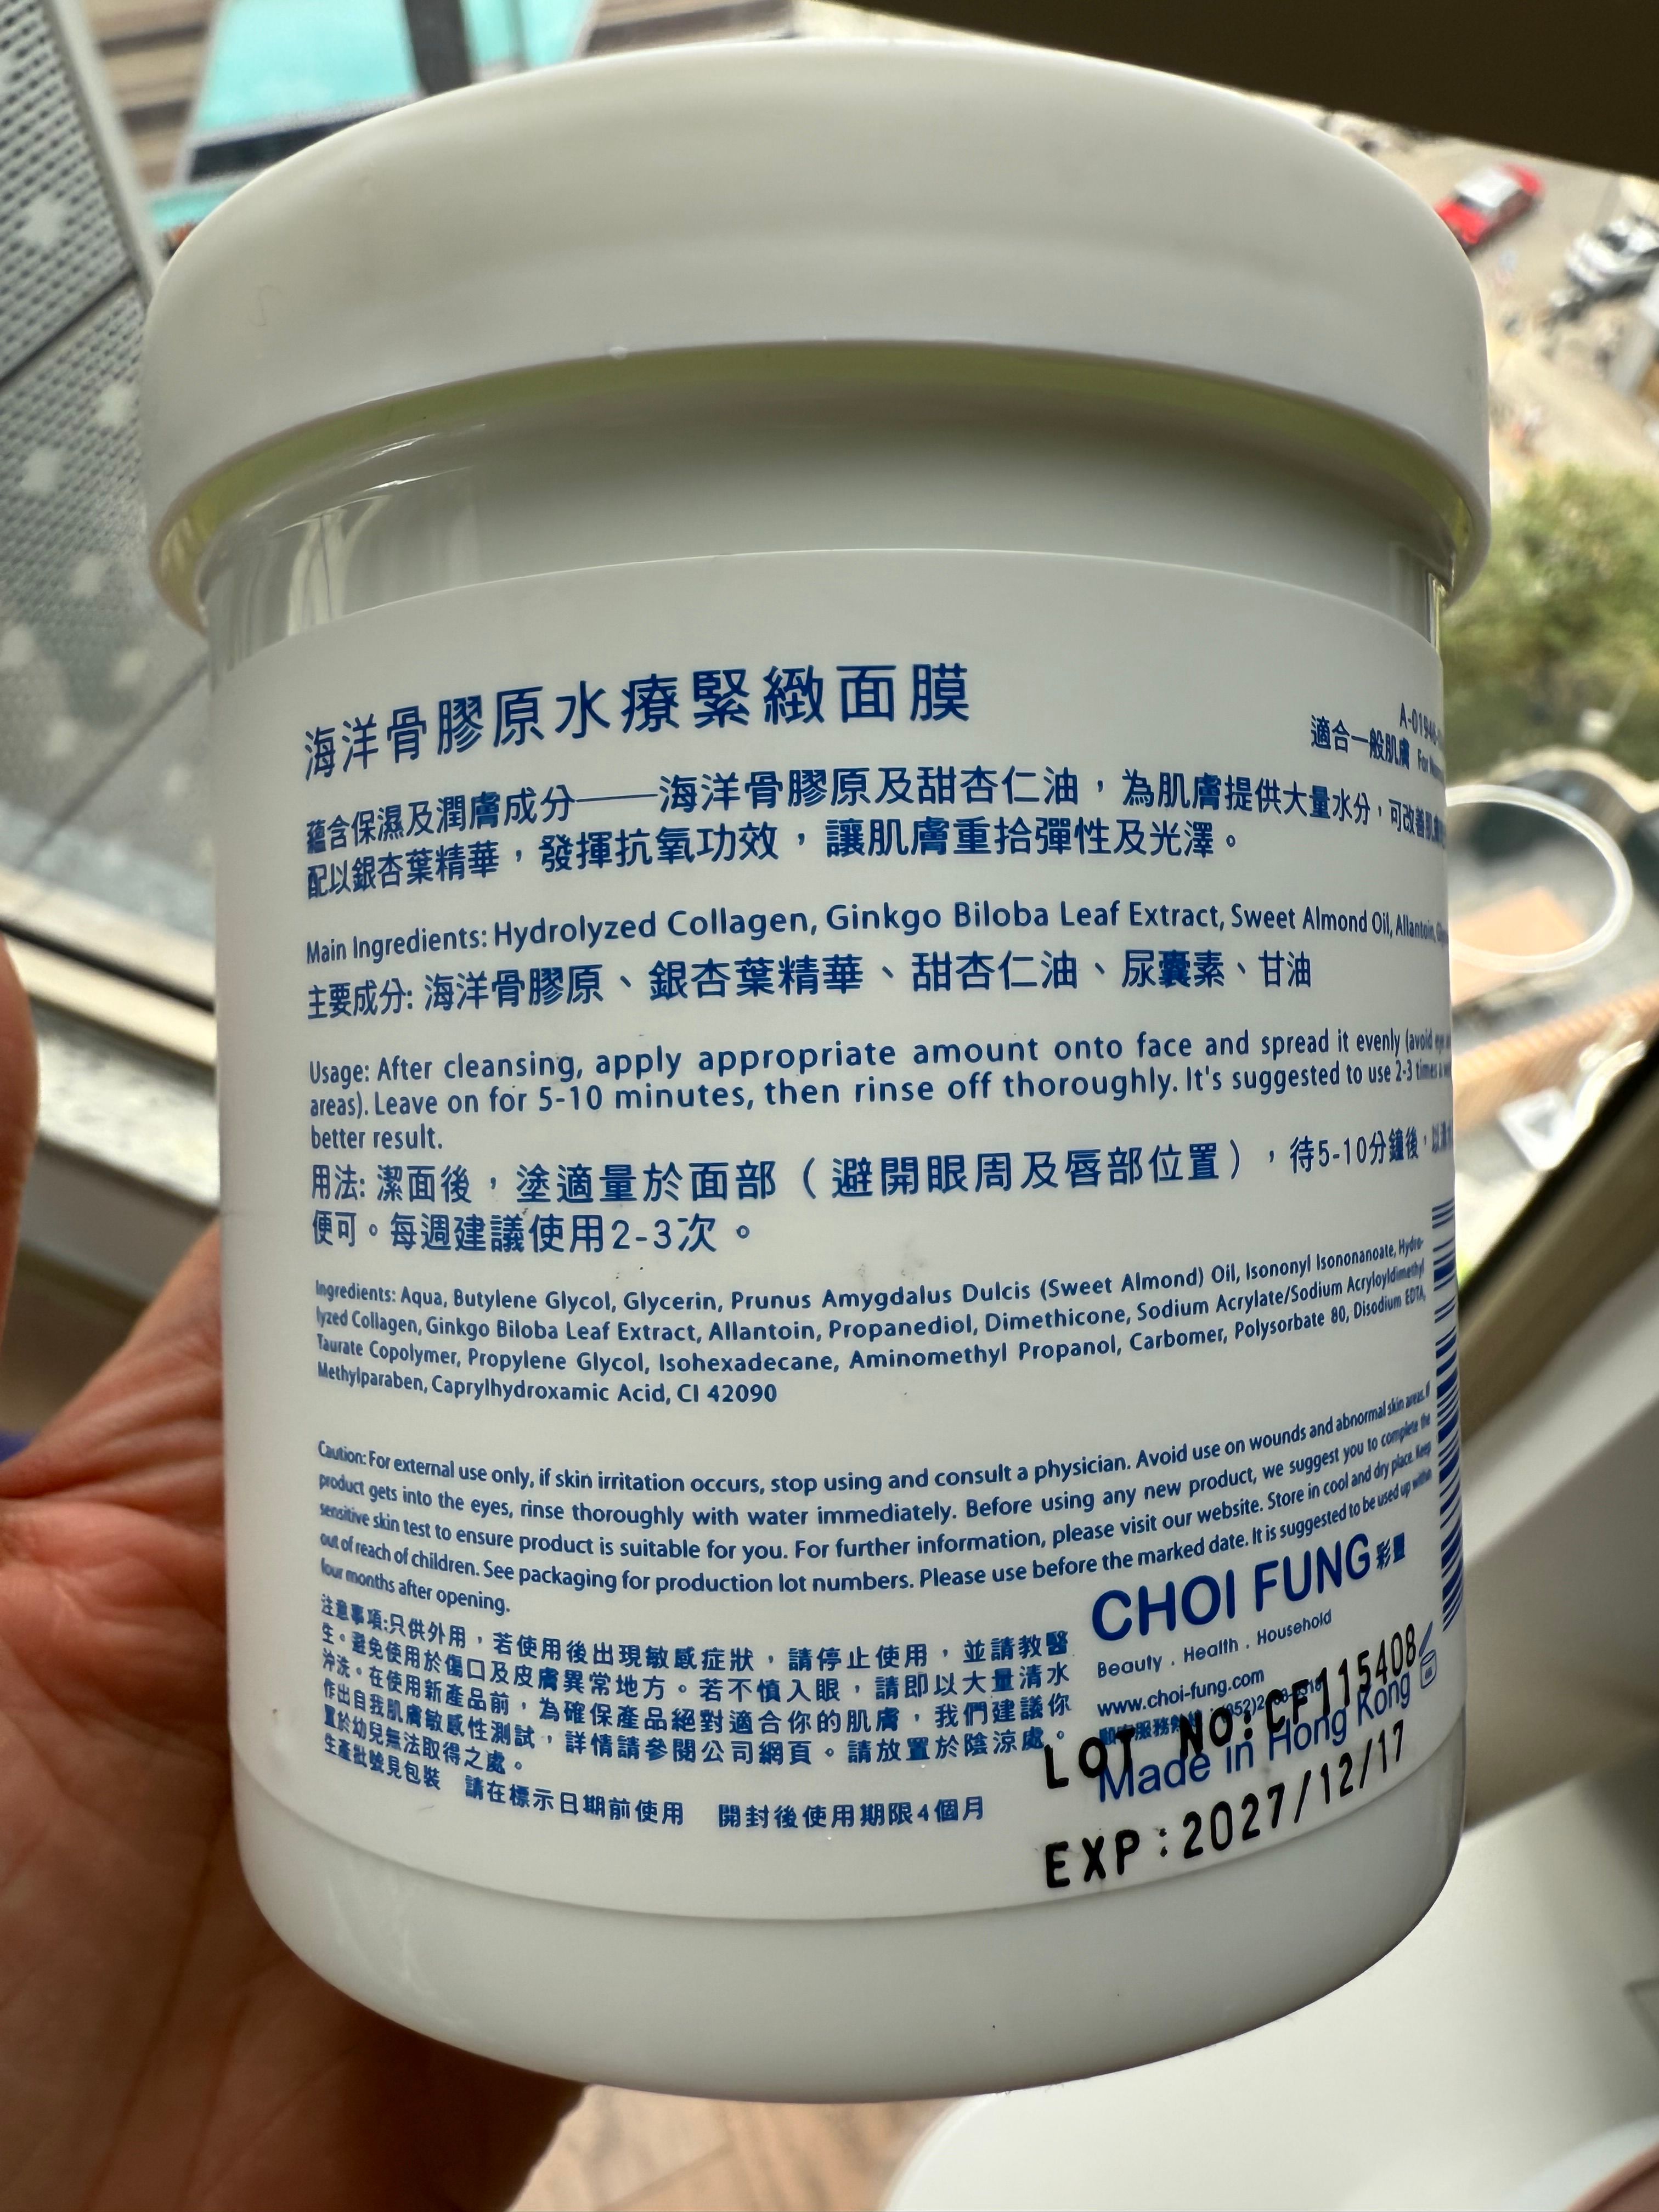 海洋骨膠原水療緊緻面膜
A-01946
適合一般肌膚 For
蘊含保濕及潤膚成分——海洋骨膠原及甜杏仁油，為肌膚提供大量水分，可改善肌膚
配以銀杏葉精華，發揮抗氧功效，讓肌膚重拾彈性及光澤。
Main Ingredients: Hydrolyzed Collagen, Ginkgo Biloba Leaf Extract, Sweet Almond Oil, Allantoin,
主要成分: 海洋骨膠原、銀杏葉精華、甜杏仁油、尿囊素、甘油
Usage: After cleansing, apply appropriate amount onto face and spread it evenly (avoid
areas). Leave on for 5-10 minutes, then rinse off thoroughly. It's suggested to use 2-3 times a
better result.
用法: 潔面後，塗適量於面部（避開眼周及唇部位置），待5-10分鐘後，以
便可。每週建議使用2-3次。
Ingredients: Aqua, Butylene Glycol, Glycerin, Prunus Amygdalus Dulcis (Sweet Almond) Oil, Isononyl Isononanoate, Hydro-
lyzed Collagen, Ginkgo Biloba Leaf Extract, Allantoin, Propanediol, Dimethicone, Sodium Acrylate/Sodium Acryloyldimethyl
Taurate Copolymer, Propylene Glycol, Isohexadecane, Aminomethyl Propanol, Carbomer, Polysorbate 80, Disodium EDTA,
Methylparaben, Caprylhydroxamic Acid, CI 42090
Caution: For external use only, if skin irritation occurs, stop using and consult a physician. Avoid use on wounds and abnormal skin areas. If
product gets into the eyes, rinse thoroughly with water immediately. Before using any new product, we suggest you to complete the
sensitive skin test to ensure product is suitable for you. For further information, please visit our website. Store in cool and dry place. Keep
out of reach of children. See packaging for production lot numbers. Please use before the marked date. It is suggested to be used up within
four months after opening.
注意事項:只供外用，若使用後出現敏感症狀，請停止使用，並請教醫
生。避免使用於傷口及皮膚異常地方。若不慎入眼，請即以大量清水
沖洗。在使用新產品前，為確保產品絕對適合你的肌膚，我們建議你
作出自我肌膚敏感性測試，詳情請參閱公司網頁。請放置於陰涼處。
置於幼兒無法取得之處。
生產批號見包裝 請在標示日期前使用 開封後使用期限4個月
CHOI FUNG 彩豐
Beauty . Health . Household
www.choi-fung.com
顧客服務熱線
Made in Hong Kong
LOT NO:CF115408
EXP:2027/12/17